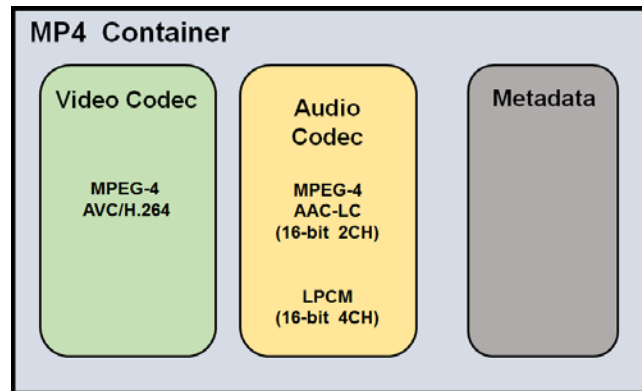 MP4 Container
Video Codec
MPEG-4
AVC/H.264
Audio
Codec
MPEG-4
AAC-LC
(16-bit 2CH)
LPCM
(16-bit 4CH)
Metadata